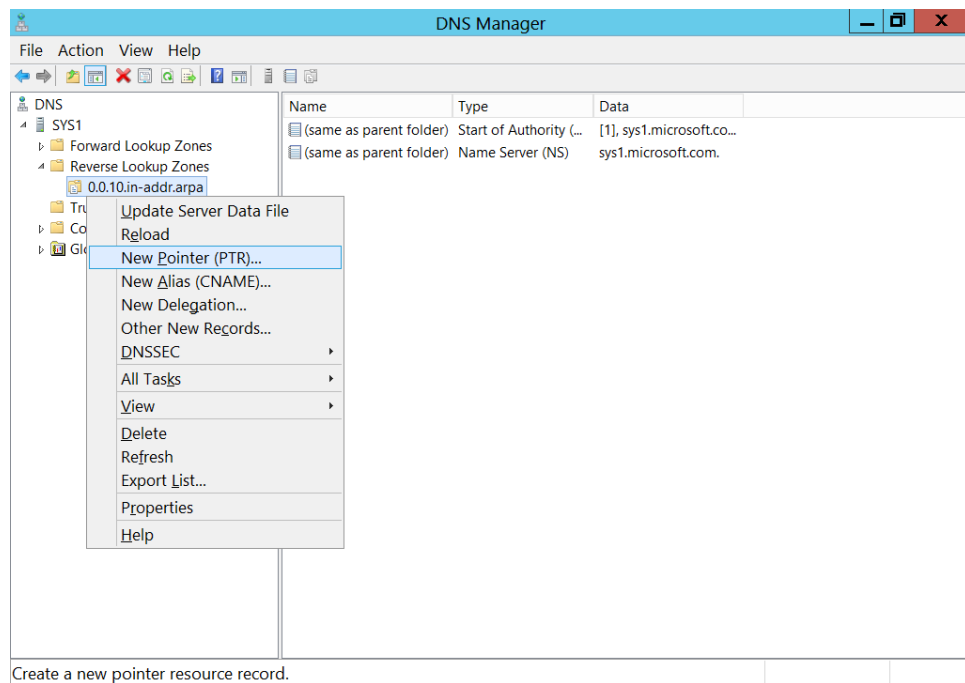 DNS Manager
File Action View Help
DNS
SYS1
Forward Lookup Zones
Reverse Lookup Zones
0.0.10.in-addr.arpa
Name Type Data
(same as parent folder) Start of Authority (... [1], sys1.microsoft.co...
(same as parent folder) Name Server (NS) sys1.microsoft.com.
Update Server Data File
Reload
New Pointer (PTR)...
New Alias (CNAME)...
New Delegation...
Other New Records...
DNSSEC
All Tasks
View
Delete
Refresh
Export List...
Properties
Help
Create a new pointer resource record.